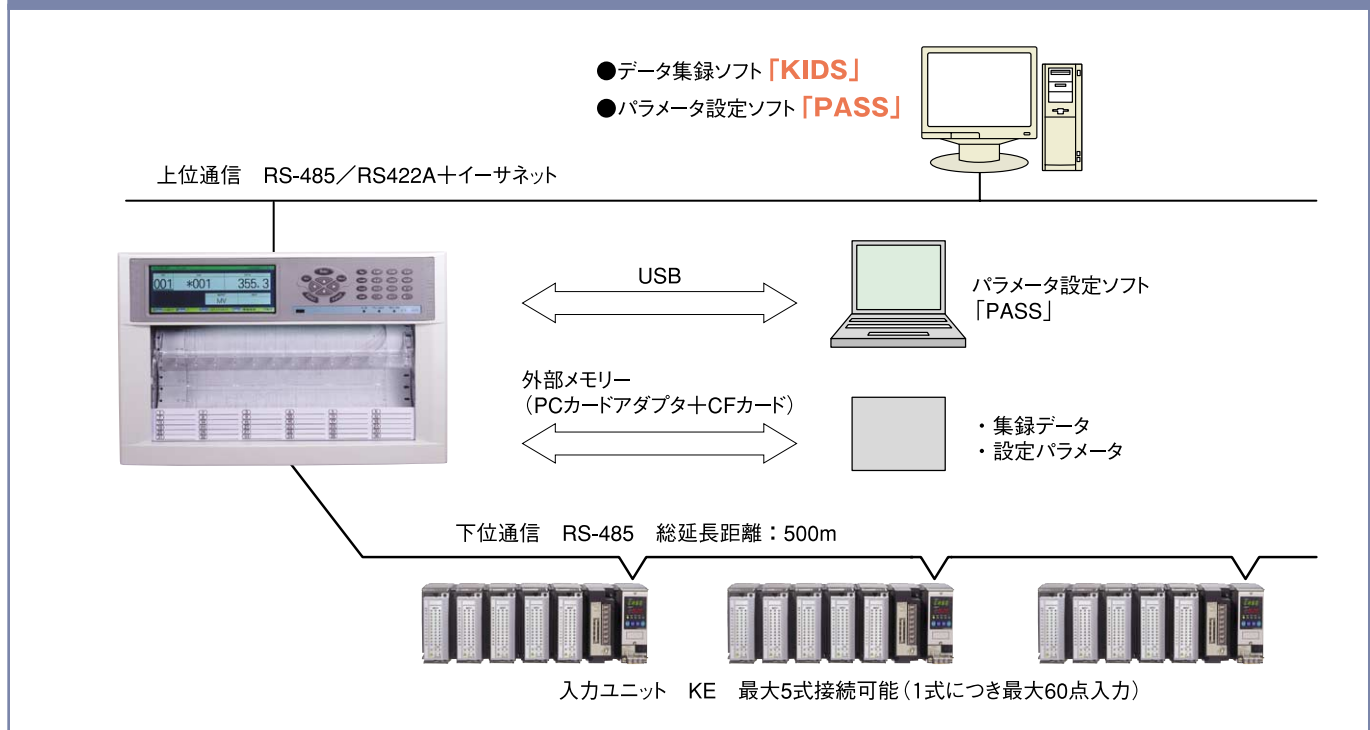 ●データ集録ソフト「KIDS」
●パラメータ設定ソフト「PASS」
上位通信　RS-485／RS422A＋イーサネット
001 *001 355.3
MV
USB
パラメータ設定ソフト
「PASS」
外部メモリー
（PCカードアダプタ＋CFカード）
・集録データ
・設定パラメータ
下位通信　RS-485　総延長距離：500m
入力ユニット　KE　最大5式接続可能（1式につき最大60点入力）